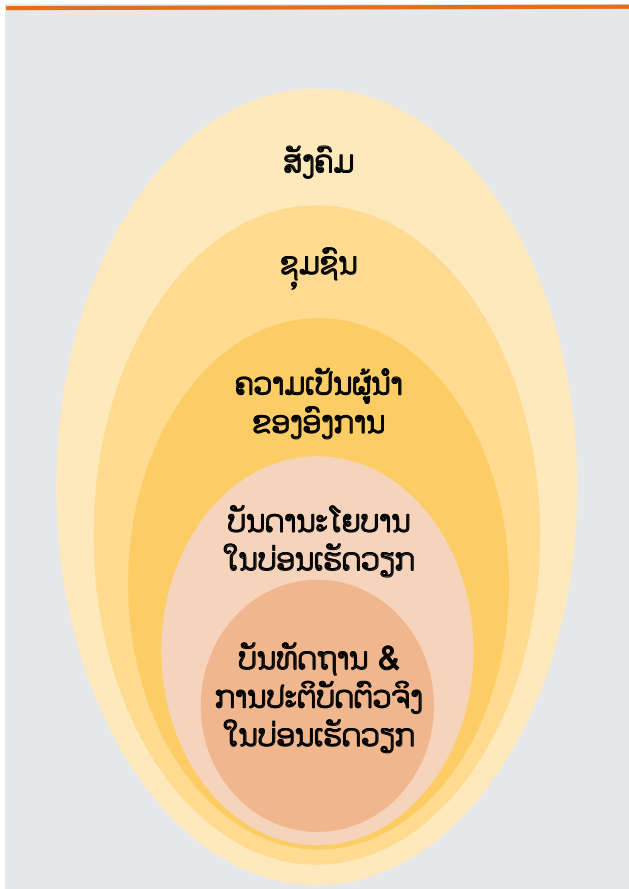 ສັງຄົມ
ຊຸມຊົນ
ຄວາມເປັນຜູ້ນຳ
ຂອງອົງການ
ບັນດານະໂຍບານ
ໃນບ່ອນເຮັດວຽກ
ບັນທັດຖານ &
ການປະຕິບັດຕົວຈິງ
ໃນບ່ອນເຮັດວຽກ